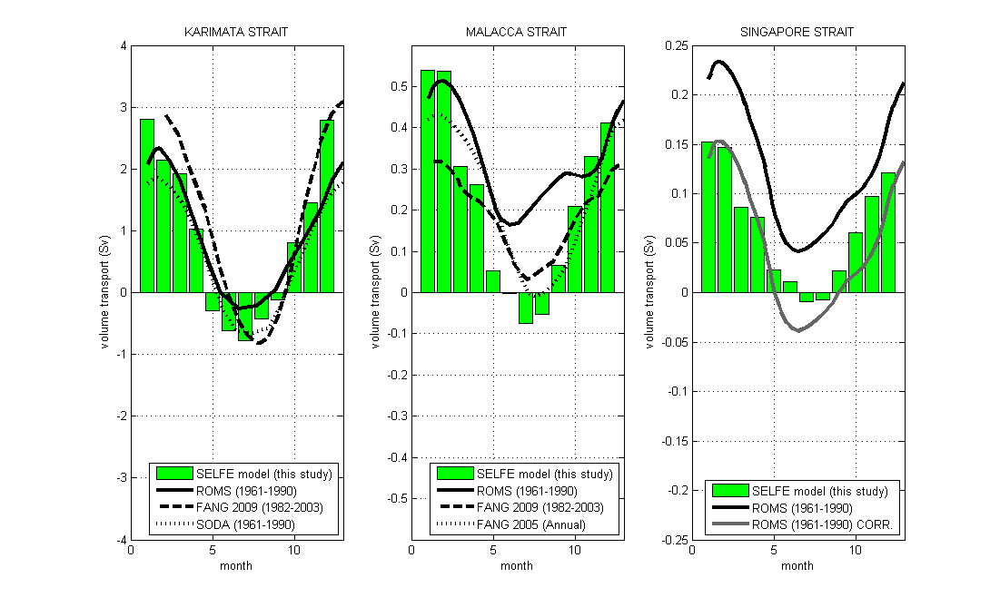 KARIMATA STRAIT
4
3
2
1
0
-1
-2
-3
-4
volume transport (Sv)
SELFE model (this study)
ROMS (1961-1990)
FANG 2009 (1982-2003)
SODA (1961-1990)
0
5
10
month
MALACCA STRAIT
0.5
0.4
0.3
0.2
0.1
0
-0.1
-0.2
-0.3
-0.4
-0.5
volume transport (Sv)
SELFE model (this study)
ROMS (1961-1990)
FANG 2009 (1982-2003)
FANG 2005 (Annual)
0
5
10
month
SINGAPORE STRAIT
0.25
0.2
0.15
0.1
0.05
0
-0.05
-0.1
-0.15
-0.2
-0.25
volume transport (Sv)
SELFE model (this study)
ROMS (1961-1990)
ROMS (1961-1990) CORR.
0
5
10
month